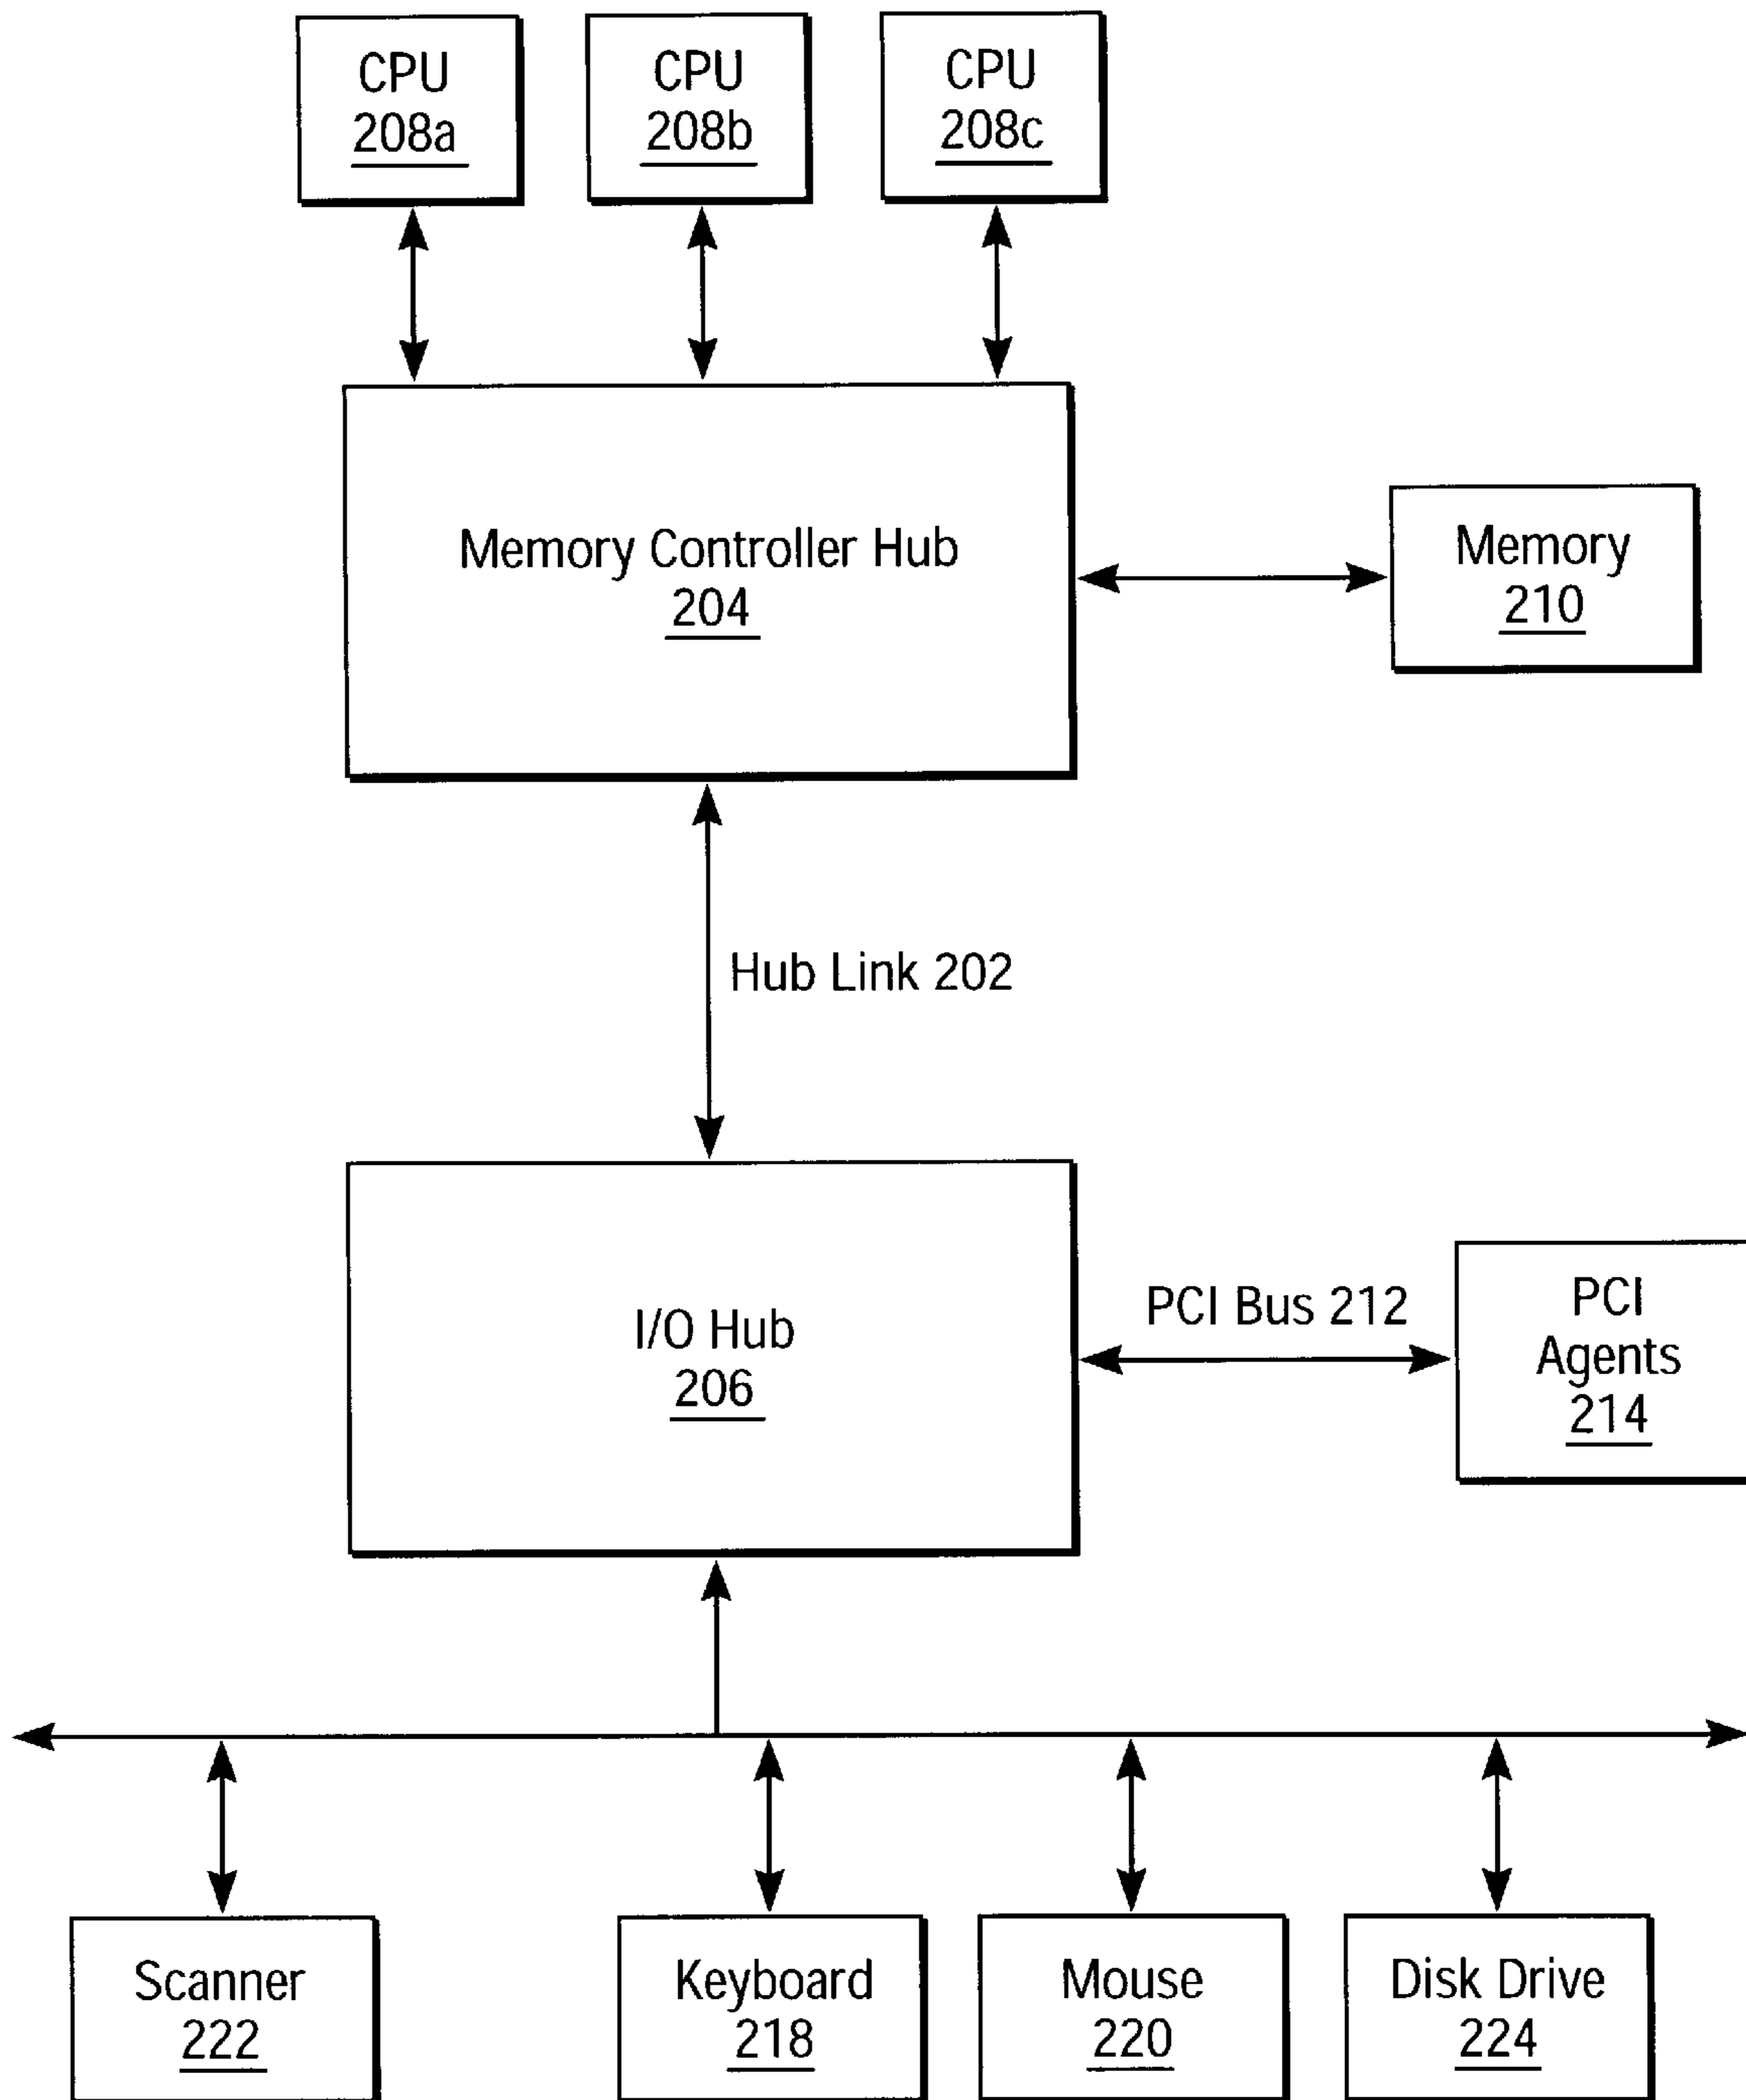 CPU
208a
CPU
208b
CPU
208c
Memory Controller Hub
204
Memory
210
Hub Link 202
I/O Hub
206
PCI Bus 212
PCI
Agents
214
Scanner
222
Keyboard
218
Mouse
220
Disk Drive
224